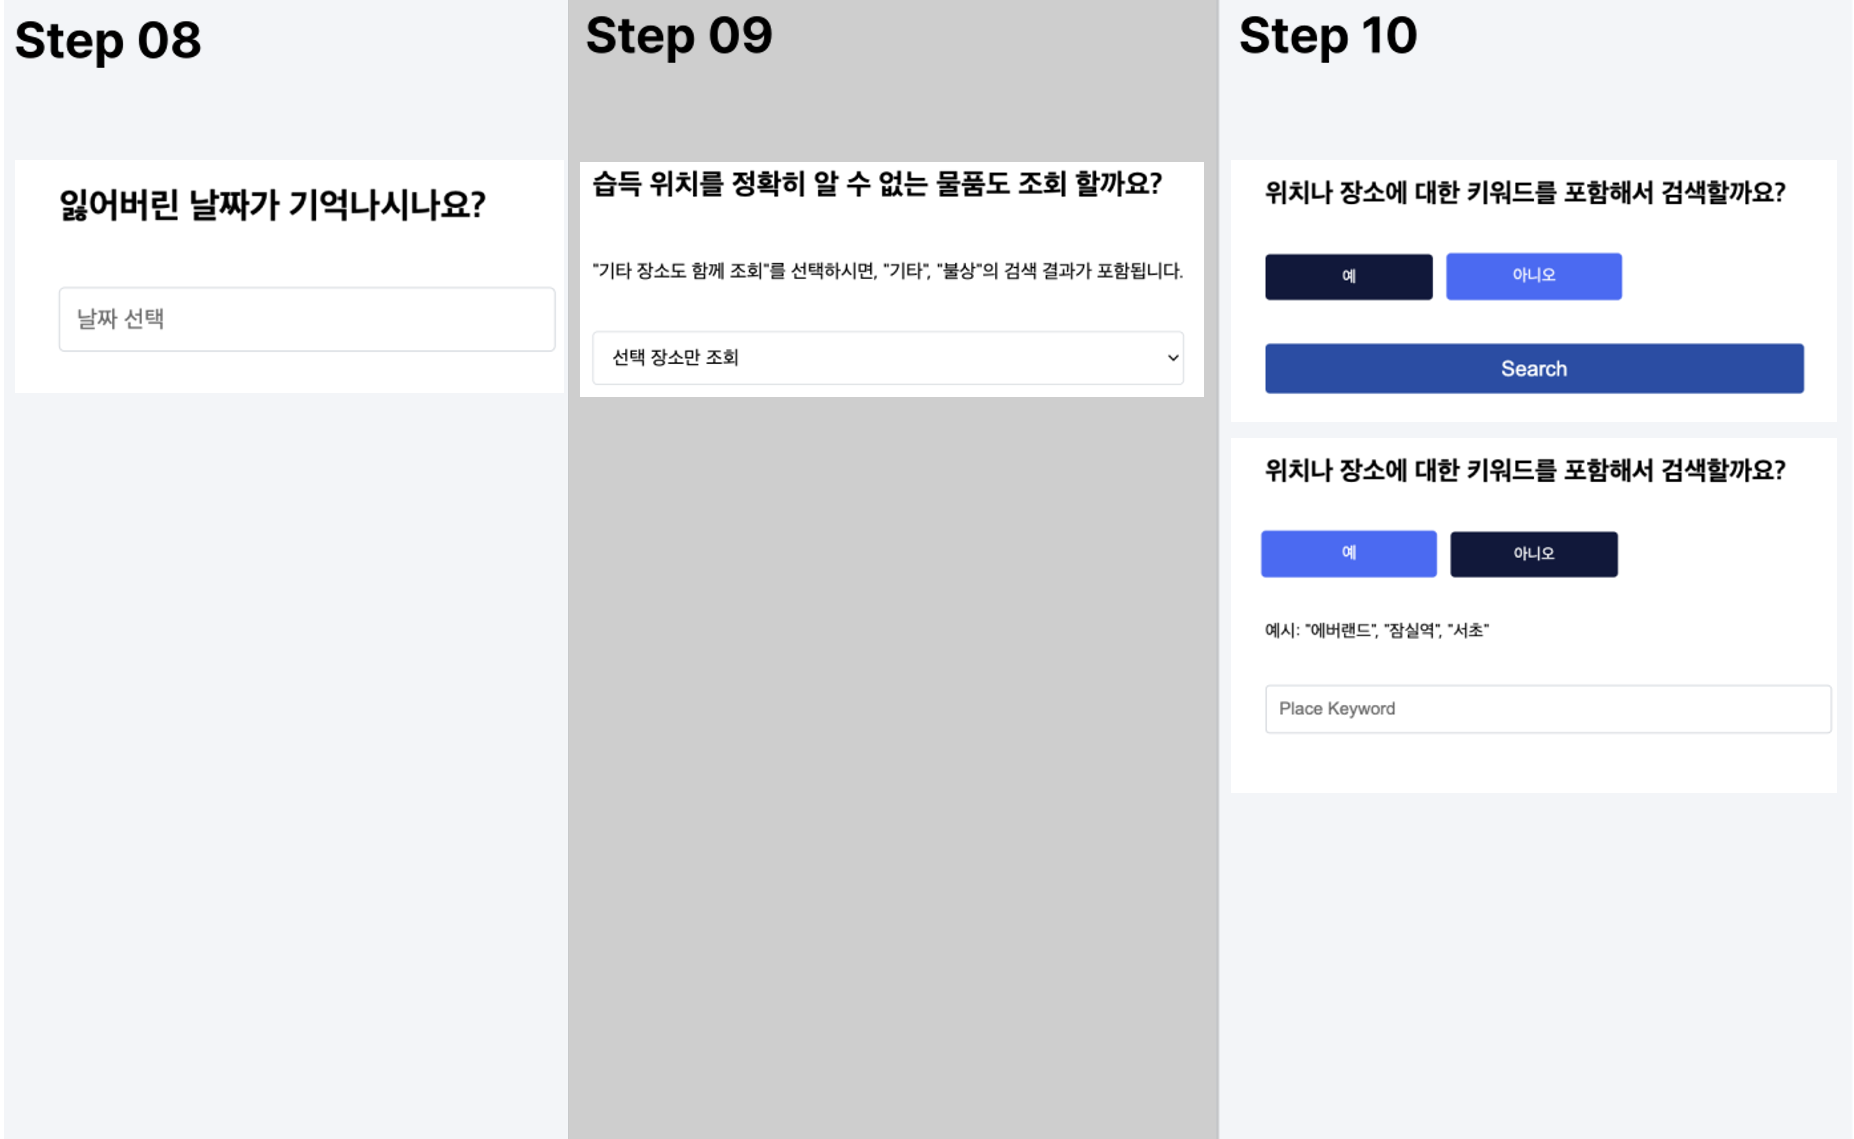 Step 08
잃어버린 날짜가 기억나시나요?
날짜 선택
Step 09
습득 위치를 정확히 알 수 없는 물품도 조회 할까요?
"기타 장소도 함께 조회"를 선택하시면, "기타", "불상"의 검색 결과가 포함됩니다.
선택 장소만 조회
Step 10
위치나 장소에 대한 키워드를 포함해서 검색할까요?
예
아니오
Search
위치나 장소에 대한 키워드를 포함해서 검색할까요?
예
아니오
예시: "에버랜드", "잠실역", "서초"
Place Keyword